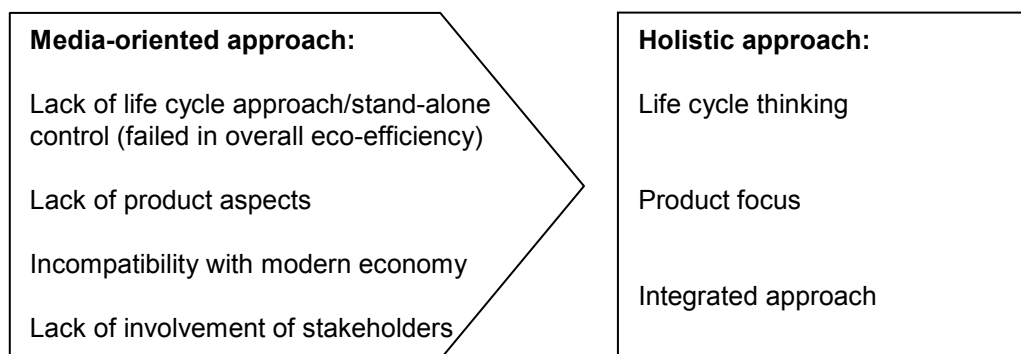 Media-oriented approach:
Lack of life cycle approach/stand-alone
control (failed in overall eco-efficiency)
Lack of product aspects
Incompatibility with modern economy
Lack of involvement of stakeholders
Holistic approach:
Life cycle thinking
Product focus
Integrated approach